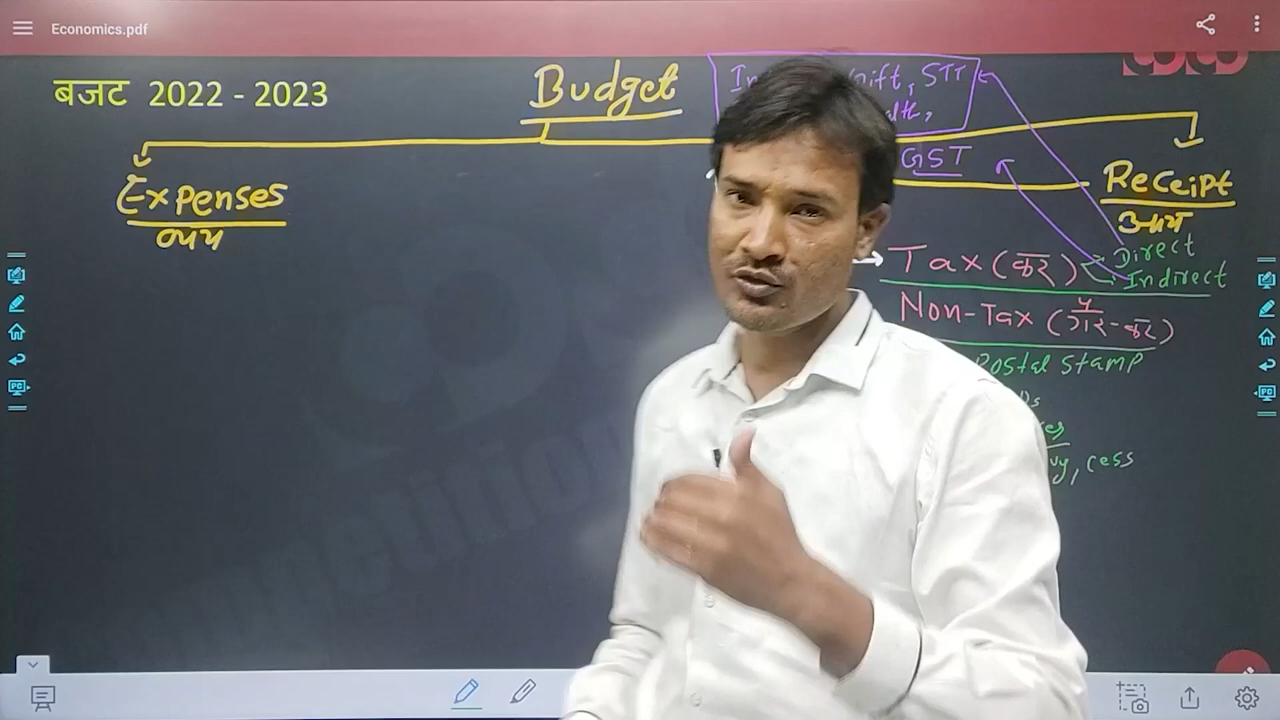 Economics.pdf
बजट 2022 - 2023
Budget
gift, STT
GST
Expenses
व्यय
Receipt
आय
Tax (कर)
Direct
Indirect
Non-Tax (गैर-कर)
Postal stamp
cess